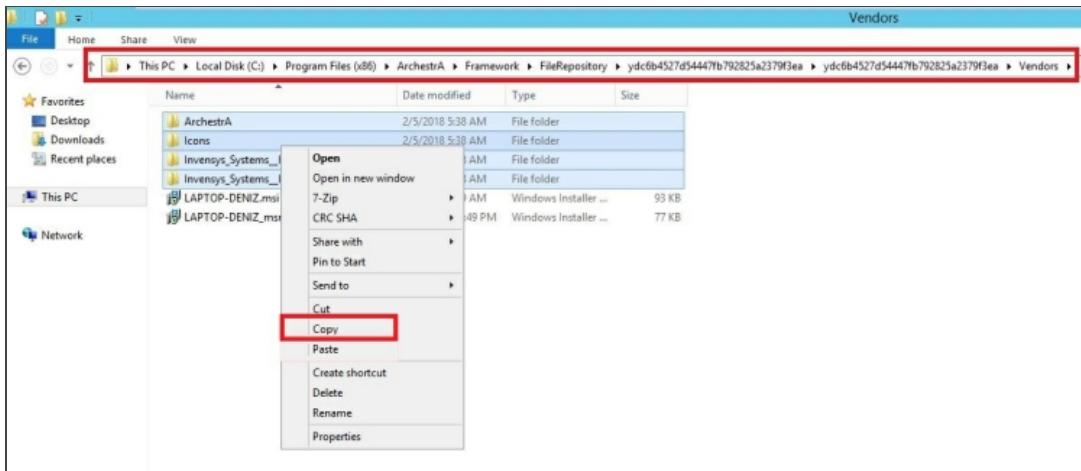 Vendors
File Home Share View
This PC Local Disk (C:) Program Files (x86) ArchestrA Framework FileRepository ydc6b4527d54447fb792825a2379f3ea ydc6b4527d54447fb792825a2379f3ea Vendors
Name Date modified Type Size
Favorites
Desktop
Downloads
Recent places
This PC
Network
ArchestrA 2/5/2018 5:38 AM File folder
Icons 2/5/2018 5:38 AM File folder
Invensys_Systems__ AM File folder
Invensys_Systems__ AM File folder
LAPTOP-DENIZ.msi AM Windows Installer ... 93 KB
LAPTOP-DENIZ_msi :49 PM Windows Installer ... 77 KB
Open
Open in new window
7-Zip
CRC SHA
Share with
Pin to Start
Send to
Cut
Copy
Paste
Create shortcut
Delete
Rename
Properties